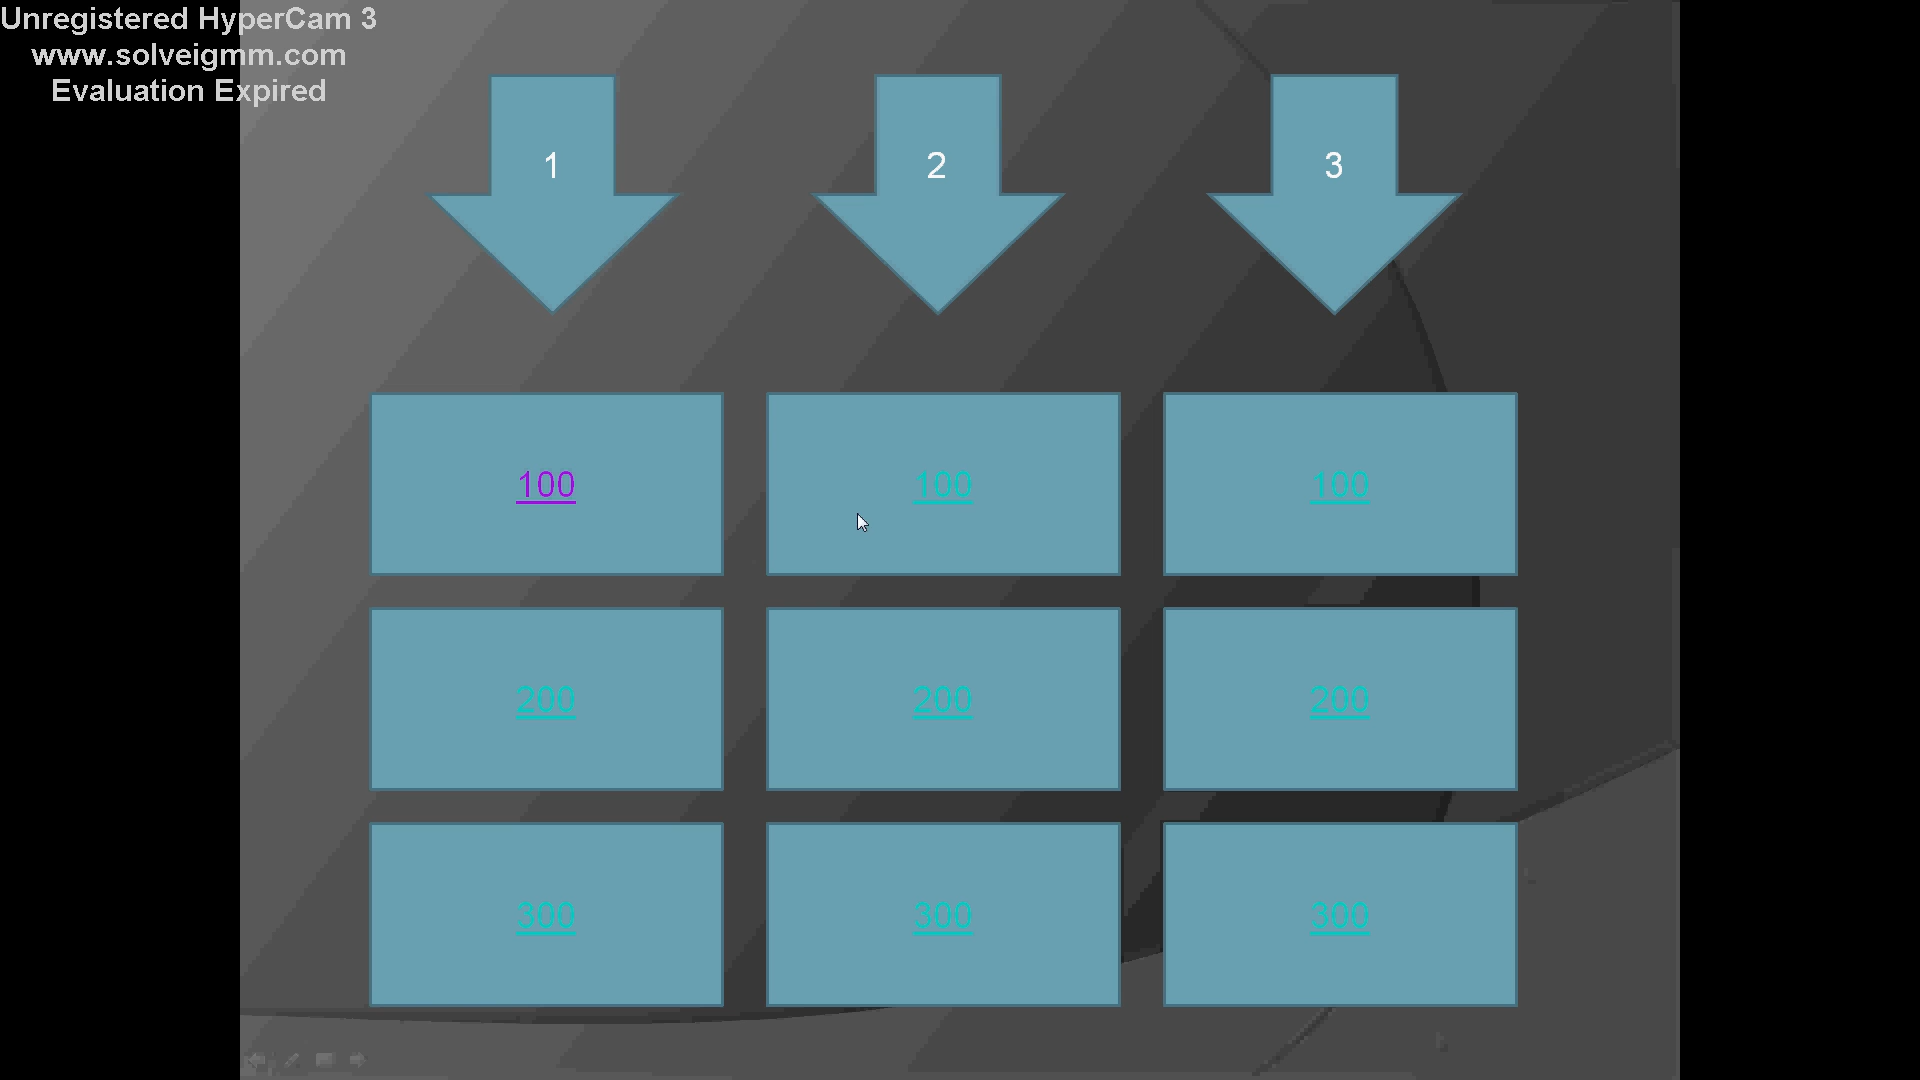 Unregistered HyperCam 3
www.solveigmm.com
Evaluation Expired
1 2 3
100 100 100
200 200 200
300 300 300